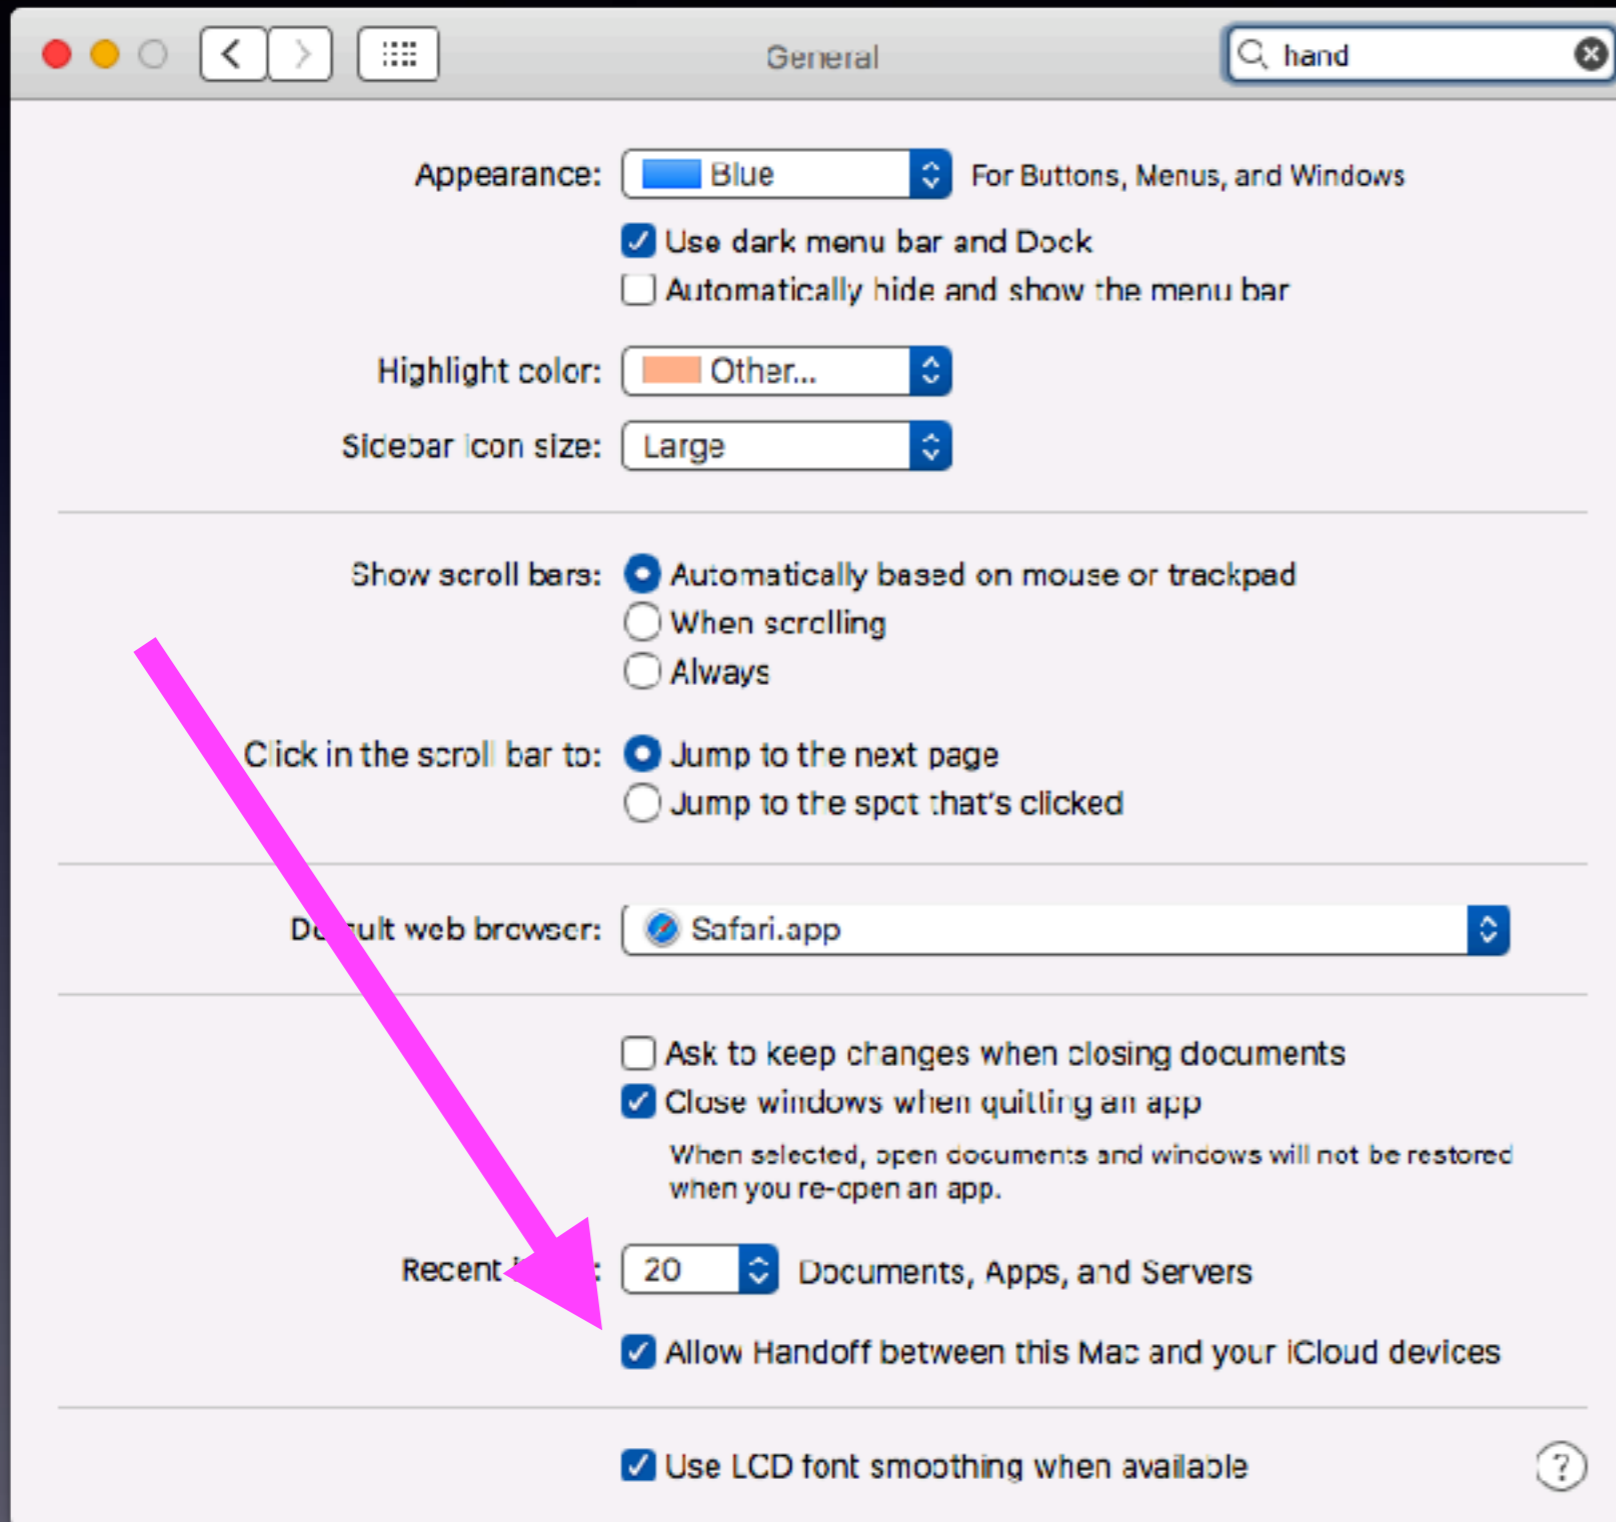 General
hand
Appearance: Blue For Buttons, Menus, and Windows
Use dark menu bar and Dock
Automatically hide and show the menu bar
Highlight color: Other...
Sidebar icon size: Large
Show scroll bars: Automatically based on mouse or trackpad
When scrolling
Always
Click in the scroll bar to: Jump to the next page
Jump to the spot that's clicked
web browser: Safari.app
Ask to keep changes when closing documents
Close windows when quitting an app
When selected, open documents and windows will not be restored
when you re-open an app.
Recent 20 Documents, Apps, and Servers
Allow Handoff between this Mac and your iCloud devices
Use LCD font smoothing when available
?